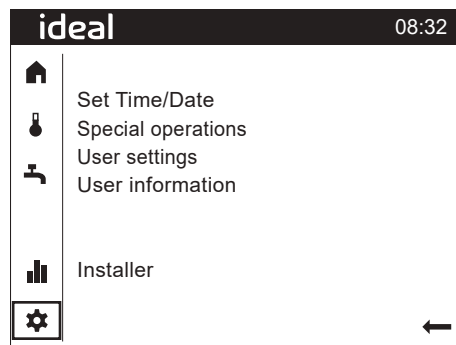 ideal 08:32
Set Time/Date
Special operations
User settings
User information
Installer